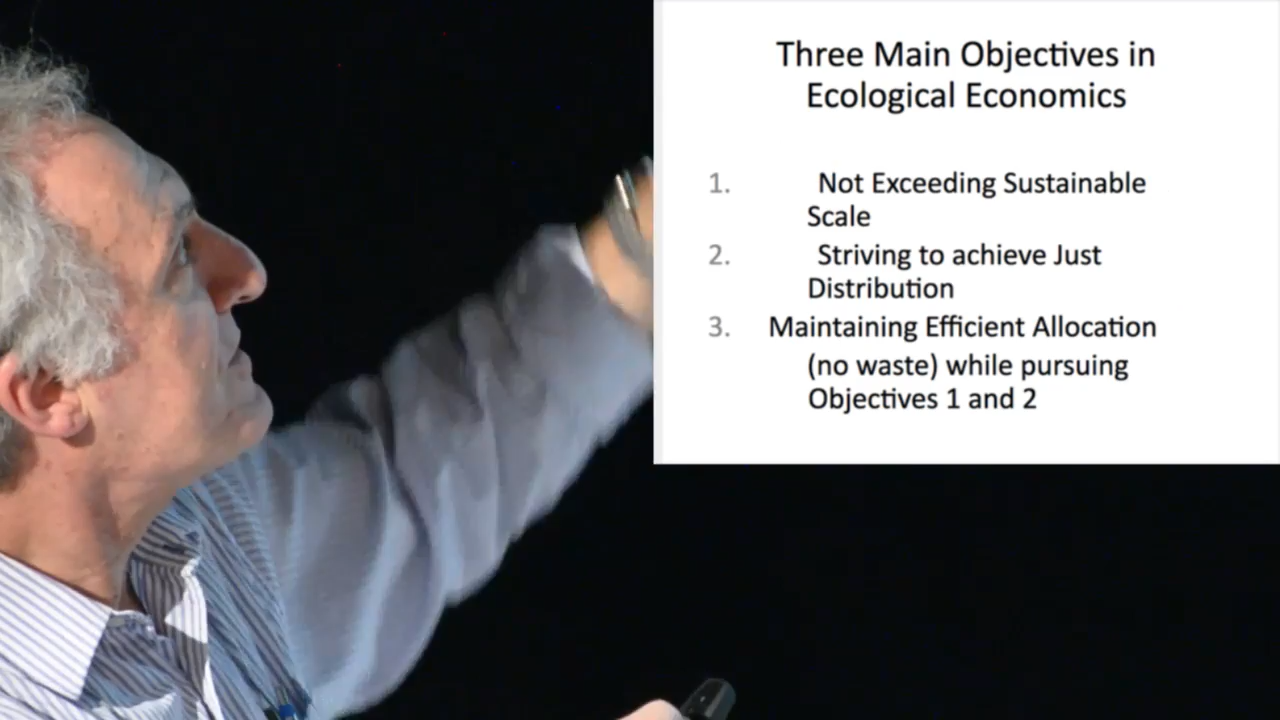 Three Main Objectives in
Ecological Economics
1. Not Exceeding Sustainable
Scale
2. Striving to achieve Just
Distribution
3. Maintaining Efficient Allocation
(no waste) while pursuing
Objectives 1 and 2